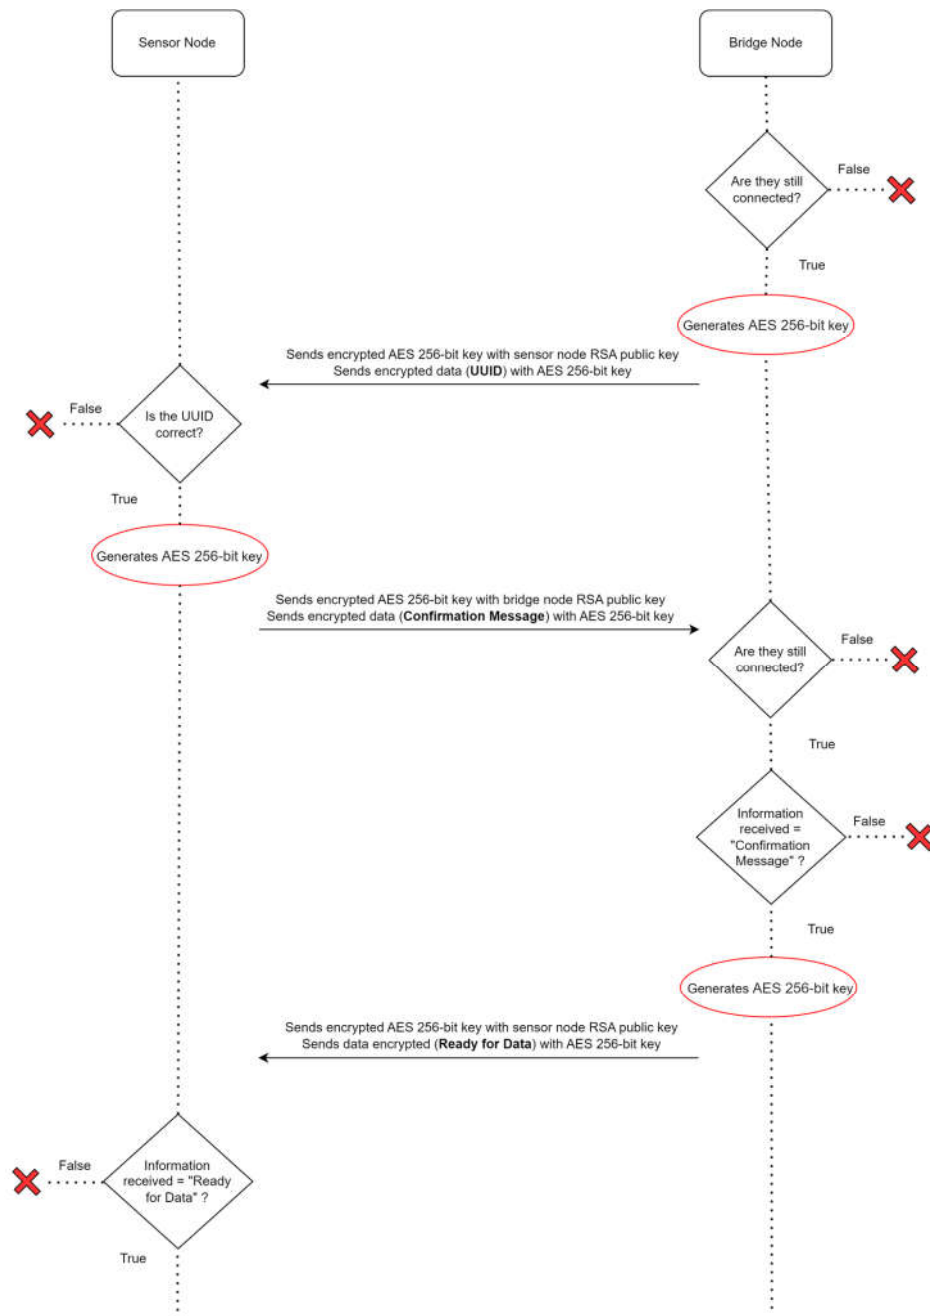 Sensor Node
Bridge Node
Are they still
connected?
False
True
Generates AES 256-bit key
Sends encrypted AES 256-bit key with sensor node RSA public key
Sends encrypted data (UUID) with AES 256-bit key
False
Is the UUID
correct?
True
Generates AES 256-bit key
Sends encrypted AES 256-bit key with bridge node RSA public key
Sends encrypted data (Confirmation Message) with AES 256-bit key
Are they still
connected?
False
True
Information
received =
"Confirmation
Message" ?
False
True
Generates AES 256-bit key
Sends encrypted AES 256-bit key with sensor node RSA public key
Sends data encrypted (Ready for Data) with AES 256-bit key
False
Information
received = "Ready
for Data" ?
True